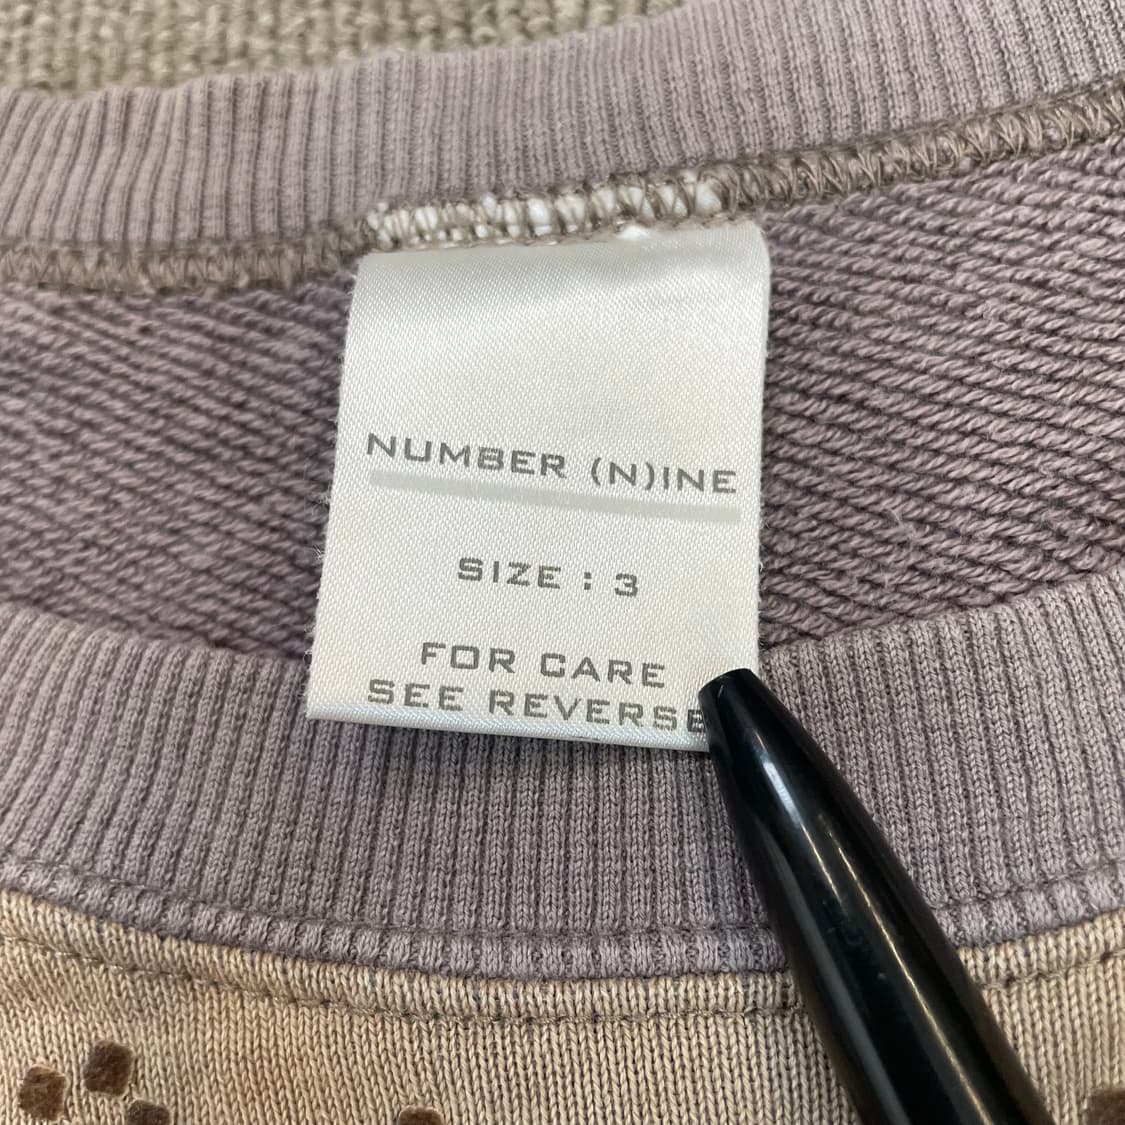 NUMBER (N)INE
SIZE : 3
FOR CARE
SEE REVERSE